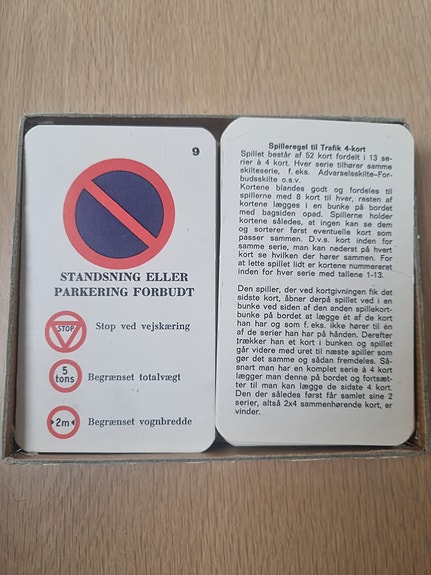 9
STANDSNING ELLER
PARKERING FORBUDT
STOP
Stop ved vejskæring
5
tons
Begrænset totalvægt
2m
Begrænset vognbredde
Spilleregel til Trafik 4-kort
Spillet består af 52 kort fordelt i 13 se-
rier à 4 kort. Hver serie tilhører samme
skilteserie, f. eks. Advarselsskilte-For-
budsskilte o.s.v.
Kortene blandes godt og fordeles til
spillerne med 8 kort til hver, resten af
kortene lægges i en bunke på bordet
med bagsiden opad. Spillerne holder
kortene således, at ingen kan se dem
og sorterer først eventuelle kort som
passer sammen. D.v.s. kort inden for
samme serie, man kan nederst på hvert
kort se hvilken der hører sammen. For
at lette spillet lidt er kortene nummereret
inden for hver serie med tallene 1-13.
Den spiller, der ved kortgivningen fik det
sidste kort, åbner derpå spillet ved i en
bunke ved siden af den anden spillekort-
bunke på bordet at lægge ét af de kort
han har og som f. eks. ikke hører til én
af de serier han har på hånden. Derefter
trækker han et kort i bunken og spillet
går videre med uret til næste spiller som
gør det samme og sådan fremdeles. Så-
snart man har en komplet serie à 4 kort
lægger man denne på bordet og fortsæt-
ter til man kan lægge de sidste 4 kort.
Den der således først får samlet sine 2
serier, altså 2x4 sammenhørende kort, er
vinder.